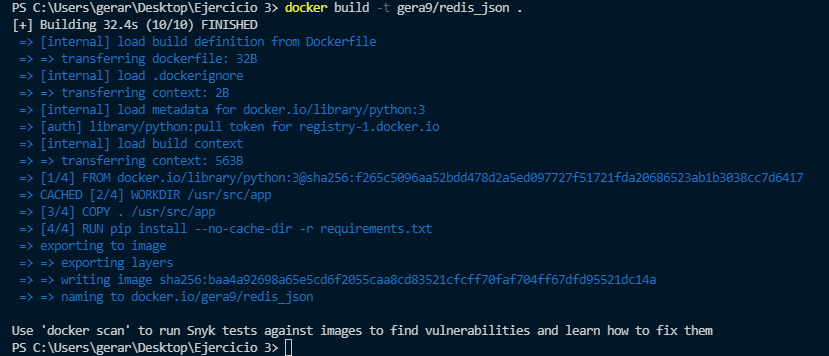 PS C:\Users\gerar\Desktop\Ejercicio 3> docker build -t gera9/redis_json .
[+] Building 32.4s (10/10) FINISHED
=> [internal] load build definition from Dockerfile
=> => transferring dockerfile: 32B
=> [internal] load .dockerignore
=> => transferring context: 2B
=> [internal] load metadata for docker.io/library/python:3
=> [auth] library/python:pull token for registry-1.docker.io
=> [internal] load build context
=> => transferring context: 563B
=> [1/4] FROM docker.io/library/python:3@sha256:f265c5096aa52bdd478d2a5ed097727f51721fda20686523ab1b3038cc7d6417
=> CACHED [2/4] WORKDIR /usr/src/app
=> [3/4] COPY . /usr/src/app
=> [4/4] RUN pip install --no-cache-dir -r requirements.txt
=> exporting to image
=> => exporting layers
=> => writing image sha256:baa4a92698a65e5cd6f2055caa8cd83521cfcff70faf704ff67dfd95521dc14a
=> => naming to docker.io/gera9/redis_json
Use 'docker scan' to run Snyk tests against images to find vulnerabilities and learn how to fix them
PS C:\Users\gerar\Desktop\Ejercicio 3>